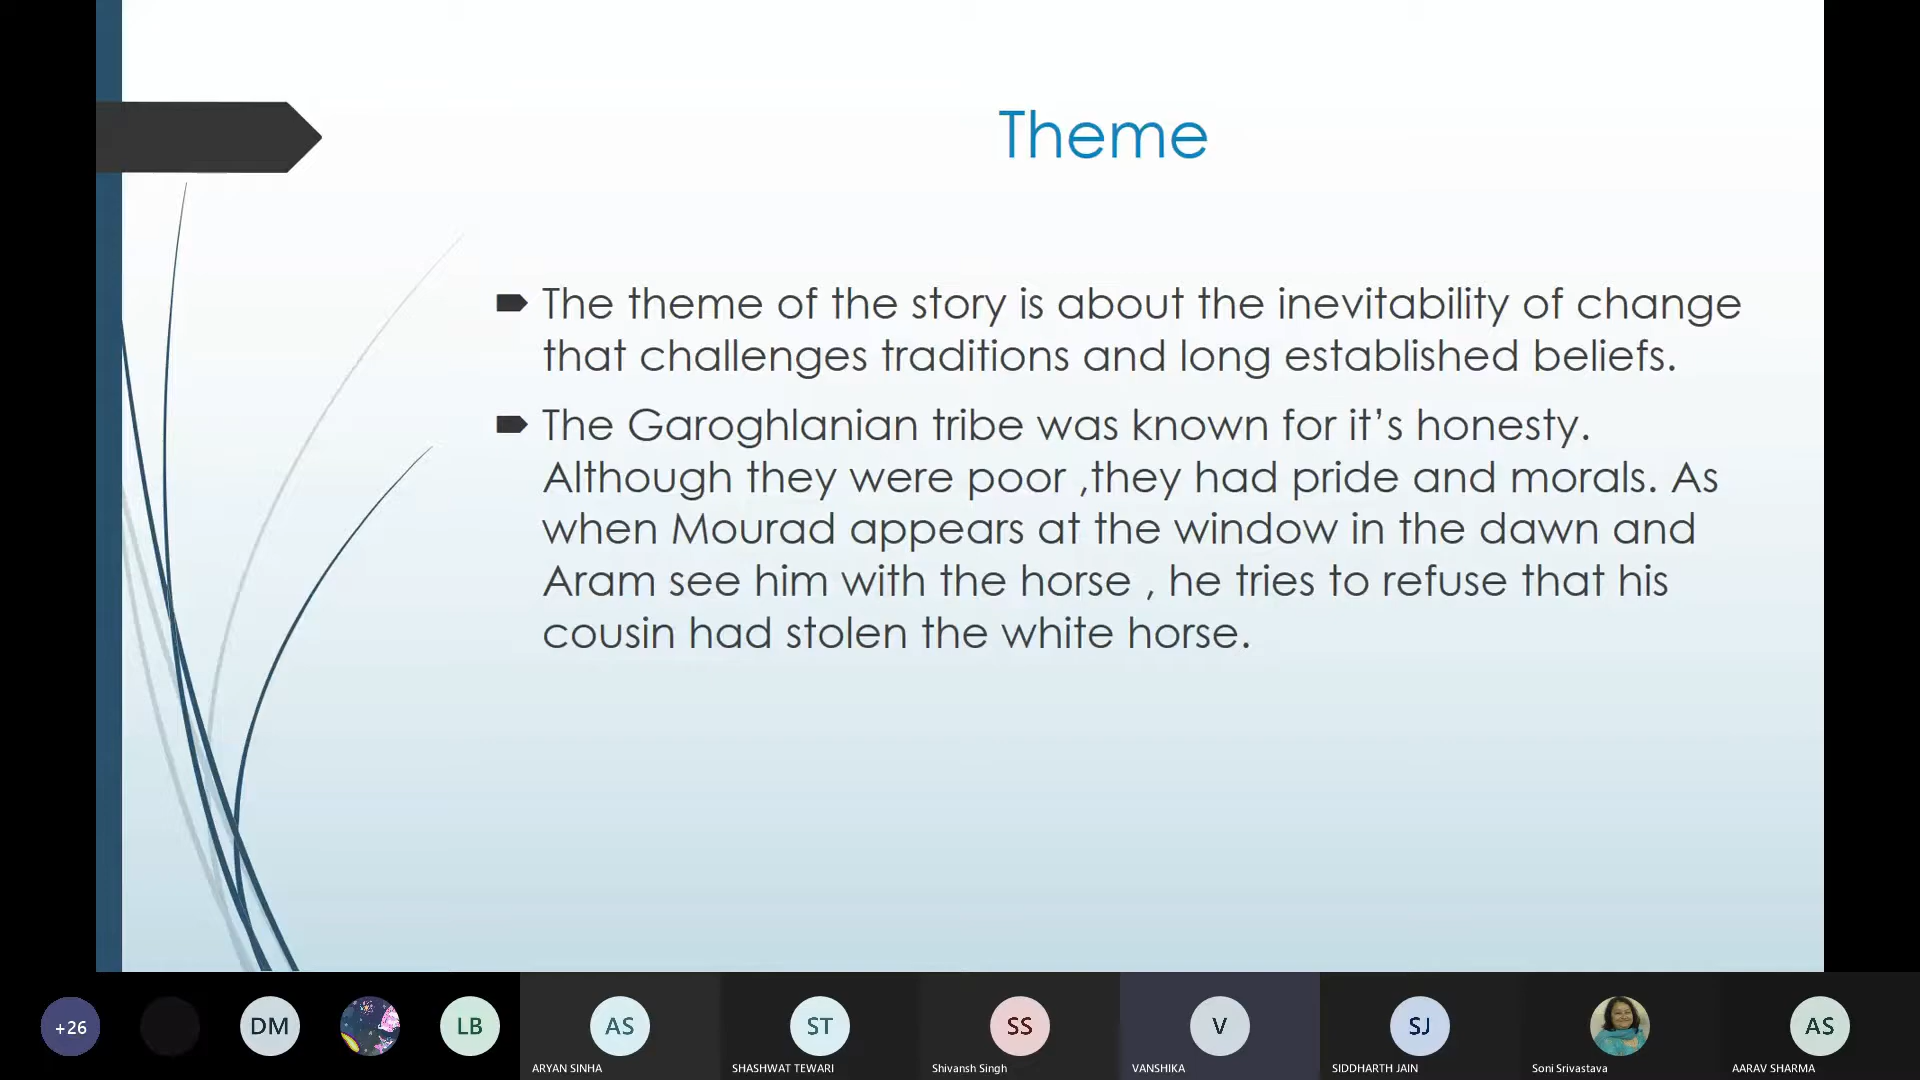 Theme
The theme of the story is about the inevitability of change
that challenges traditions and long established beliefs.
The Garoghlanian tribe was known for it’s honesty.
Although they were poor ,they had pride and morals. As
when Mourad appears at the window in the dawn and
Aram see him with the horse , he tries to refuse that his
cousin had stolen the white horse.
+26
DM
LB
AS
ST
SS
V
SJ
AS
ARYAN SINHA
SHASHWAT TEWARI
Shivansh Singh
VANSHIKA
SIDDHARTH JAIN
Soni Srivastava
AARAV SHARMA